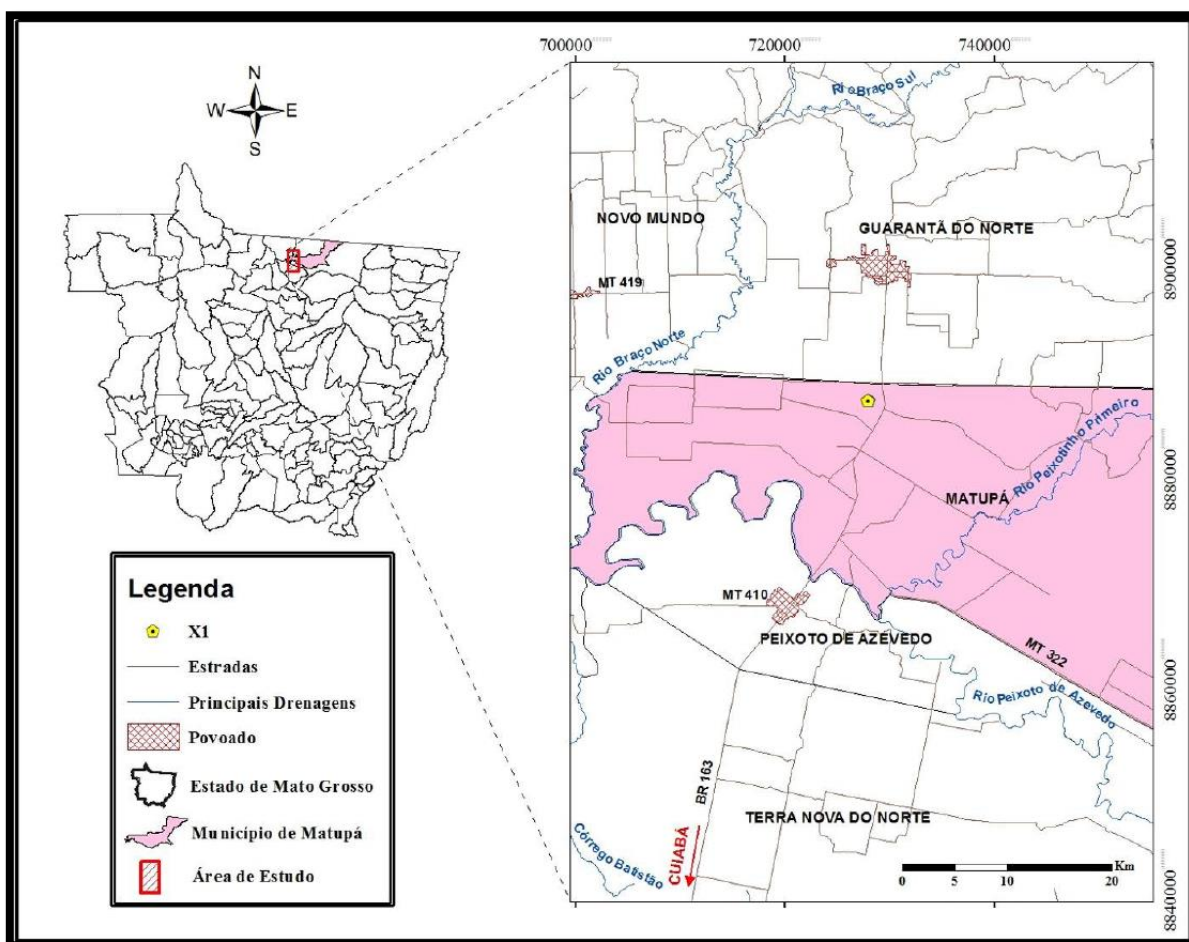 700000
720000
740000
N
W
E
S
Rio Braço Sul
NOVO MUNDO
GUARANTÃ DO NORTE
MT 419
8900000
Rio Braço Norte
Rio Peixotinho Primeiro
8880000
MATUPÁ
MT 410
PEIXOTO DE AZEVEDO
MT 322
8860000
Rio Peixoto de Azevedo
BR 163
TERRA NOVA DO NORTE
CUIABÁ
Córrego Batistão
Km
0
5
10
20
8840000
Legenda
X1
Estradas
Principais Drenagens
Povoado
Estado de Mato Grosso
Município de Matupá
Área de Estudo